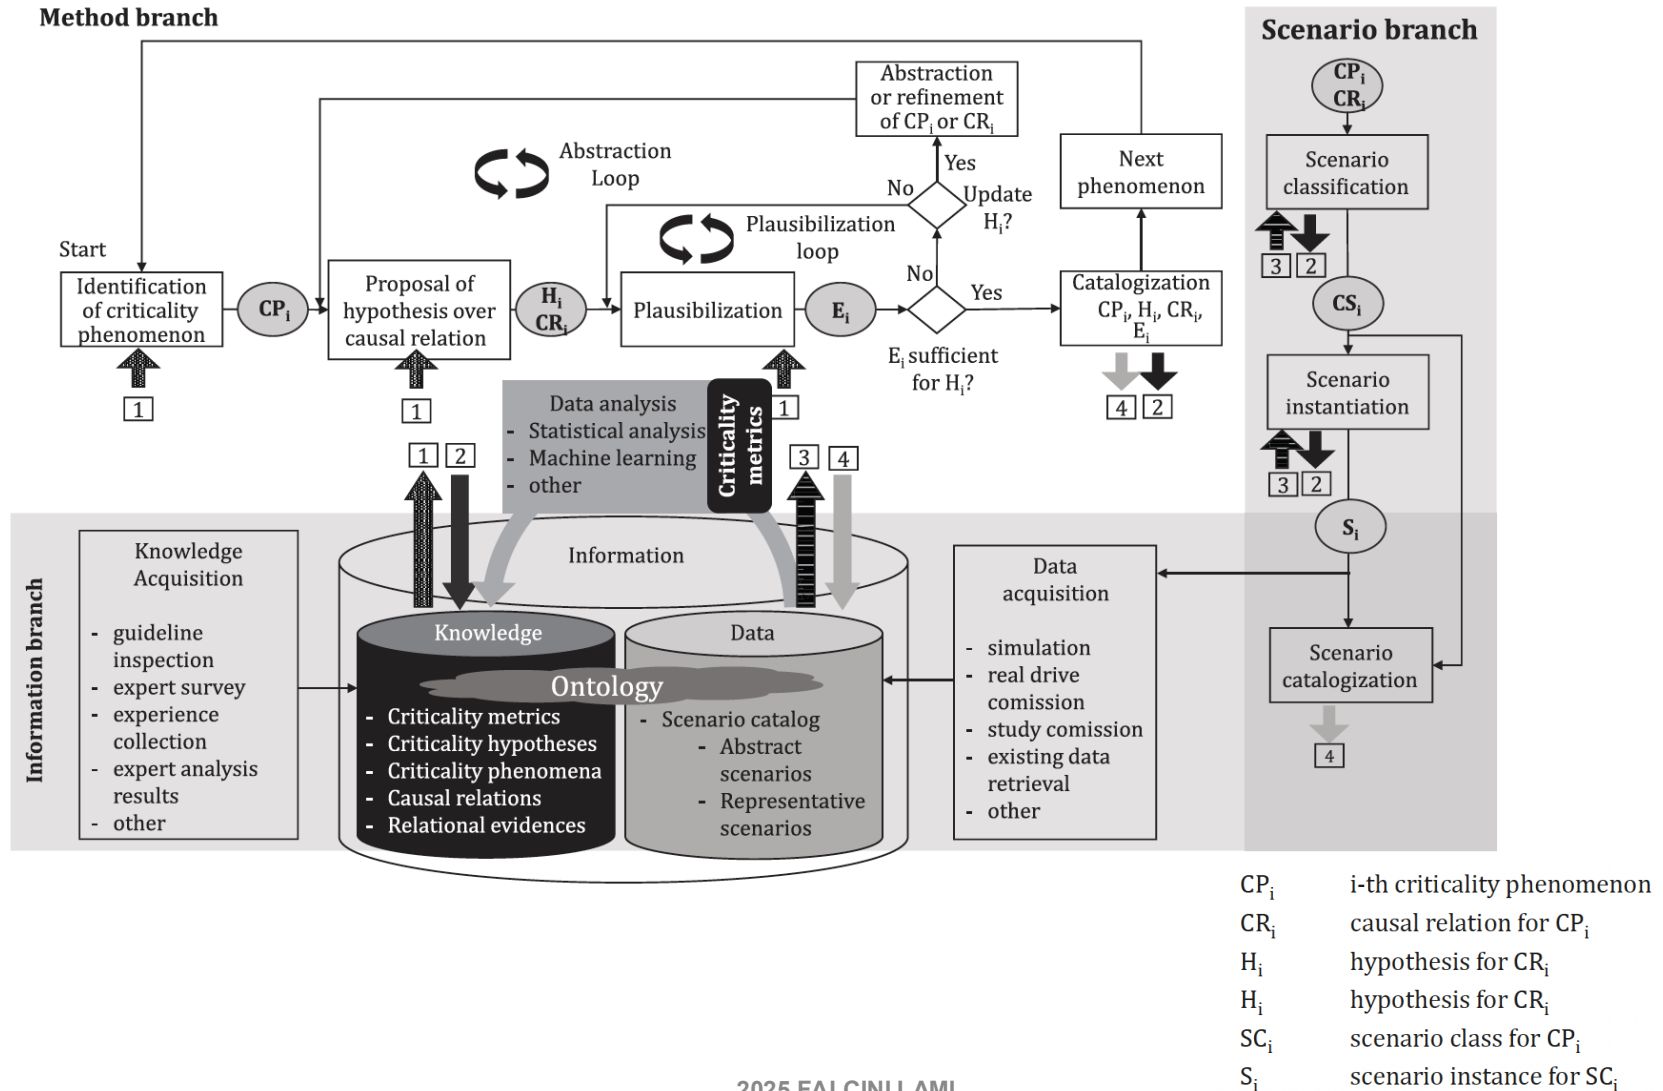 Method branch
Scenario branch
CPi
CRi
Abstraction
or refinement
of CPi or CRi
Scenario
classification
Next
phenomenon
Yes
No
Update
Hi?
Abstraction
Loop
Plausibilization
loop
3
2
Start
No
Identification
of criticality
phenomenon
CPi
Proposal of
hypothesis over
causal relation
Hi
CRi
Plausibilization
Ei
Yes
Ei sufficient
for Hi?
Catalogization
CPi, Hi, CRi,
Ei
CSi
1
1
1
4
2
Scenario
instantiation
3
2
Data analysis
- Statistical analysis
- Machine learning
- other
Criticality
metrics
1
2
3
4
Si
Information branch
Knowledge
Acquisition
- guideline
inspection
- expert survey
- experience
collection
- expert analysis
results
- other
Information
Knowledge
Data
Ontology
- Criticality metrics
- Criticality hypotheses
- Criticality phenomena
- Causal relations
- Relational evidences
- Scenario catalog
- Abstract
scenarios
- Representative
scenarios
Data
acquisition
- simulation
- real drive
comission
- study comission
- existing data
retrieval
- other
Scenario
catalogization
4
CPi i-th criticality phenomenon
CRi causal relation for CPi
Hi hypothesis for CRi
Hi hypothesis for CRi
SCi scenario class for CPi
Si scenario instance for SCi
2025 FALCINI LAMI